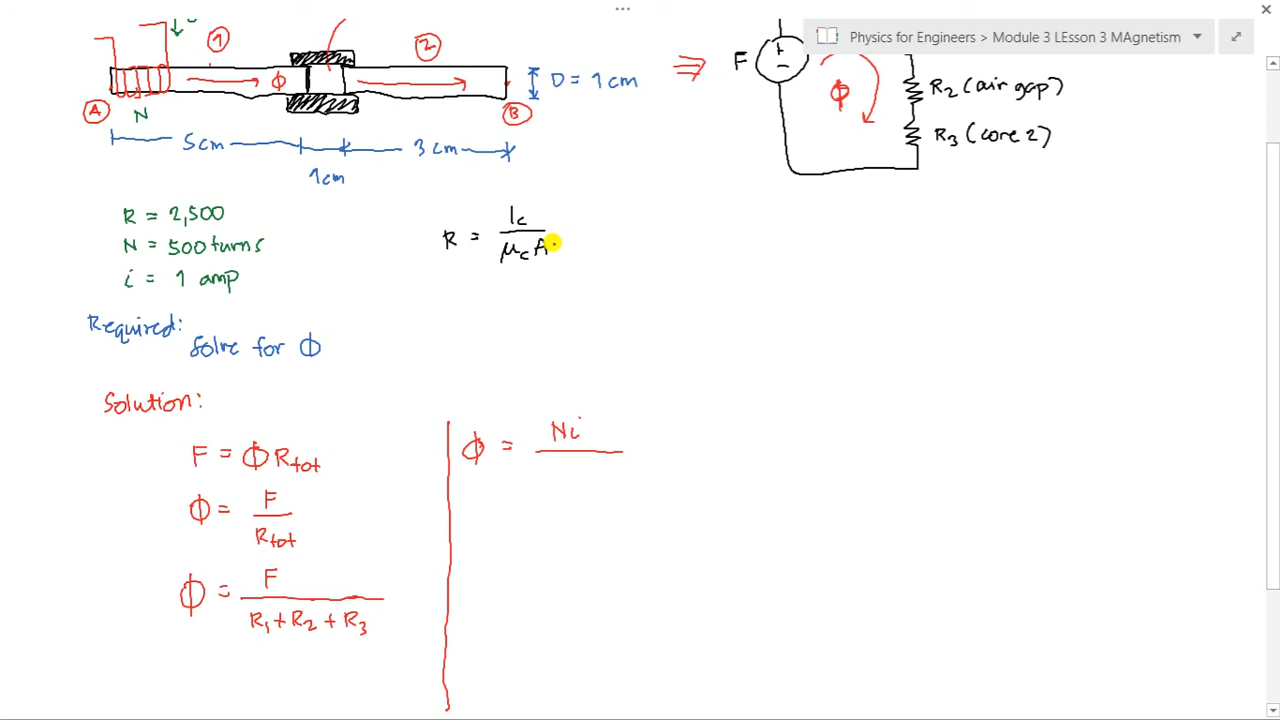 Physics for Engineers > Module 3 LEsson 3 MAgnetism
1
2
Φ
D = 1 cm
A
N
B
5 cm
3 cm
1cm
F
+
−
Φ
R2 (air gap)
R3 (core 2)
R = 2,500
N = 500 turns
i = 1 amp
R = lc / μc A
Required:
Solve for Φ
Solution:
F = Φ Rtot
Φ = F / Rtot
Φ = F / R1 + R2 + R3
Φ = Ni